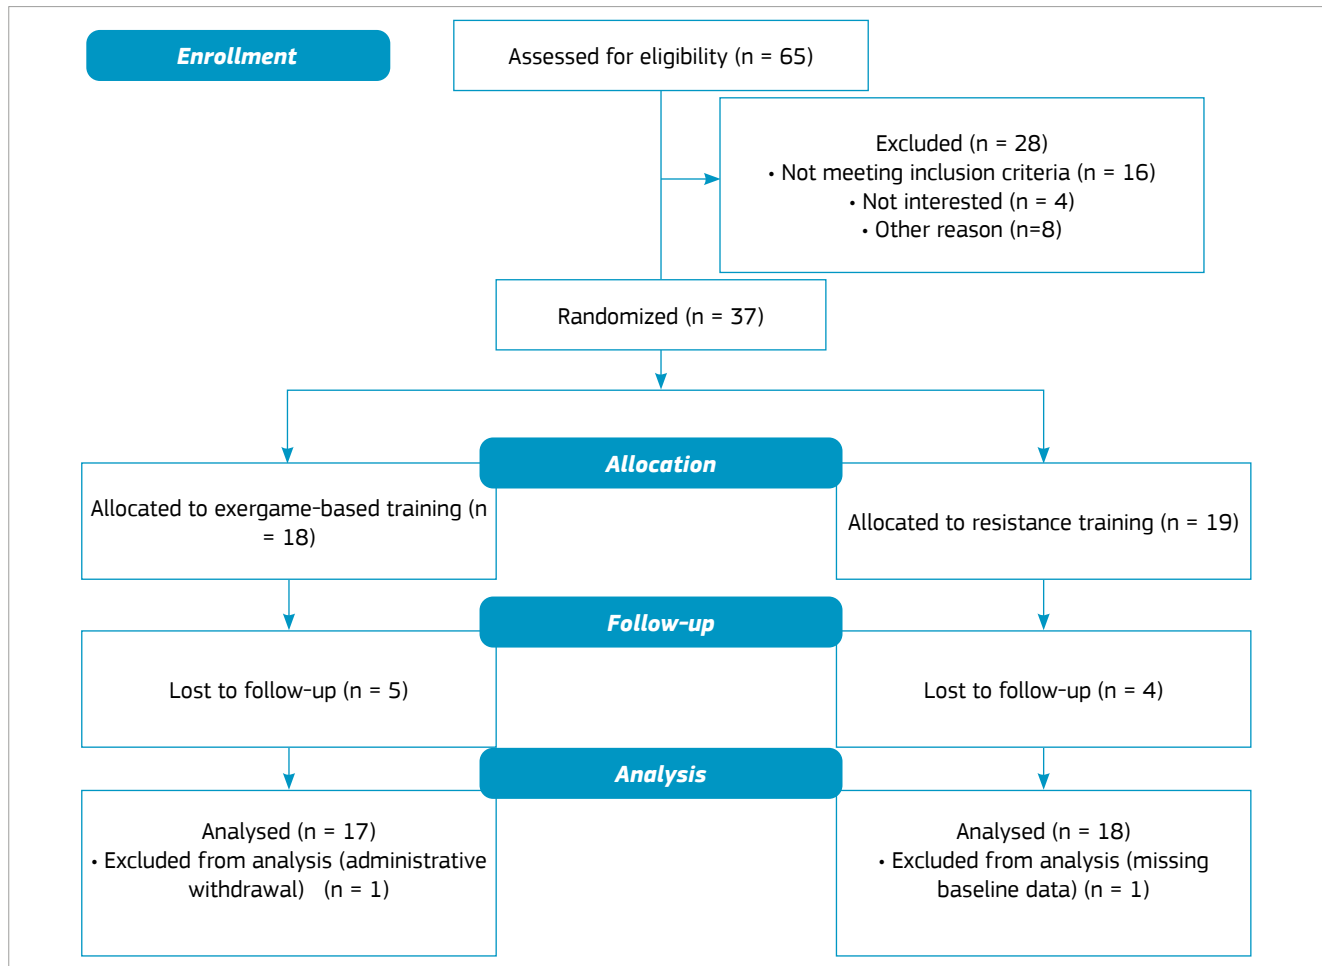 Enrollment
Assessed for eligibility (n = 65)
Excluded (n = 28)
• Not meeting inclusion criteria (n = 16)
• Not interested (n = 4)
• Other reason (n=8)
Randomized (n = 37)
Allocation
Allocated to exergame-based training (n
= 18)
Allocated to resistance training (n = 19)
Follow-up
Lost to follow-up (n = 5)
Lost to follow-up (n = 4)
Analysis
Analysed (n = 17)
• Excluded from analysis (administrative
withdrawal) (n = 1)
Analysed (n = 18)
• Excluded from analysis (missing
baseline data) (n = 1)